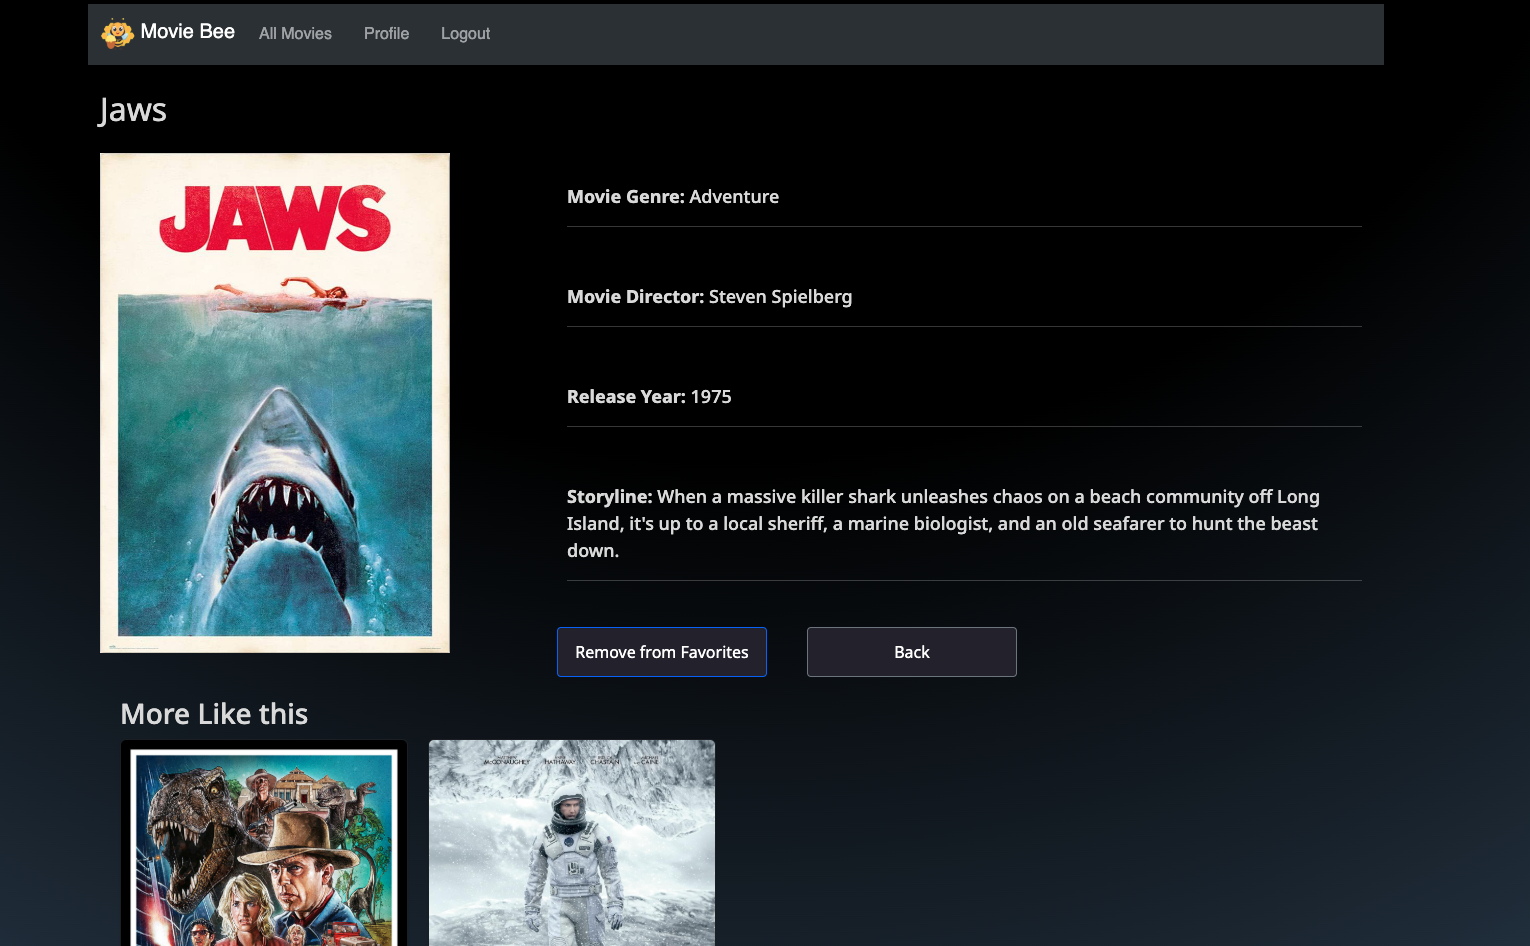 Movie Bee All Movies Profile Logout
Jaws
JAWS
Movie Genre: Adventure
Movie Director: Steven Spielberg
Release Year: 1975
Storyline: When a massive killer shark unleashes chaos on a beach community off Long
Island, it's up to a local sheriff, a marine biologist, and an old seafarer to hunt the beast
down.
Remove from Favorites Back
More Like this
McCONAUGHEY HATHAWAY CHASTAIN CAINE